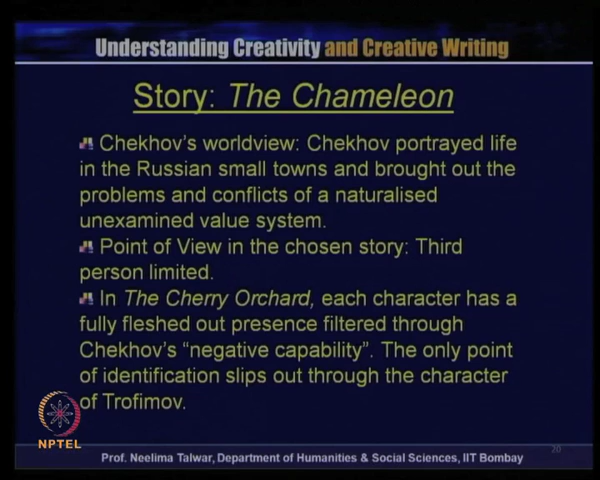 Understanding Creativity and Creative Writing
Story: The Chameleon
Chekhov's worldview: Chekhov portrayed life
in the Russian small towns and brought out the
problems and conflicts of a naturalised
unexamined value system.
Point of View in the chosen story: Third
person limited.
In The Cherry Orchard, each character has a
fully fleshed out presence filtered through
Chekhov's “negative capability”. The only point
of identification slips out through the character
of Trofimov.
NPTEL
Prof. Neelima Talwar, Department of Humanities & Social Sciences, IIT Bombay
20